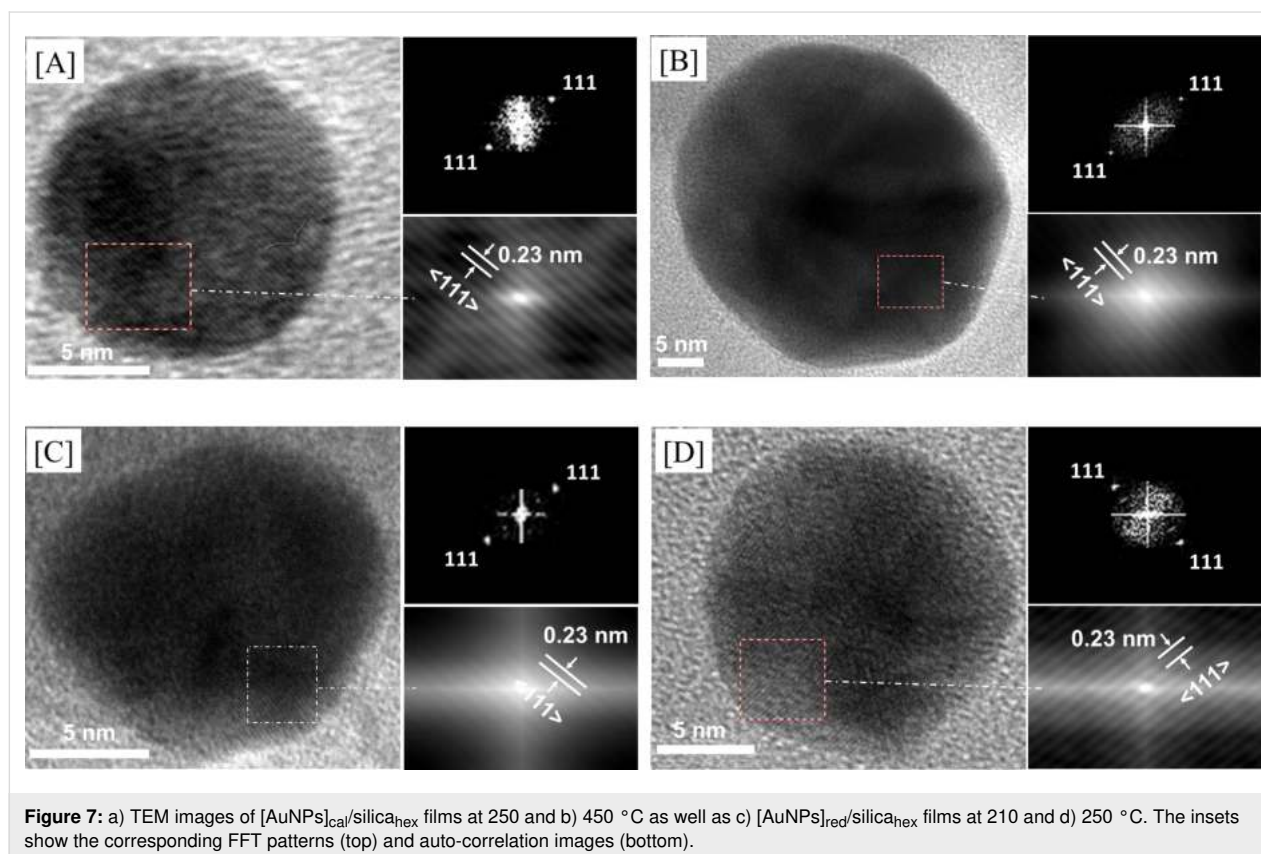 [A]
111
111
0.23 nm
<111>
5 nm
[B]
111
111
0.23 nm
<111>
5 nm
[C]
111
111
0.23 nm
<111>
5 nm
[D]
111
111
0.23 nm
<111>
5 nm
Figure 7: a) TEM images of [AuNPs]cal/silicahex films at 250 and b) 450 °C as well as c) [AuNPs]red/silicahex films at 210 and d) 250 °C. The insets
show the corresponding FFT patterns (top) and auto-correlation images (bottom).